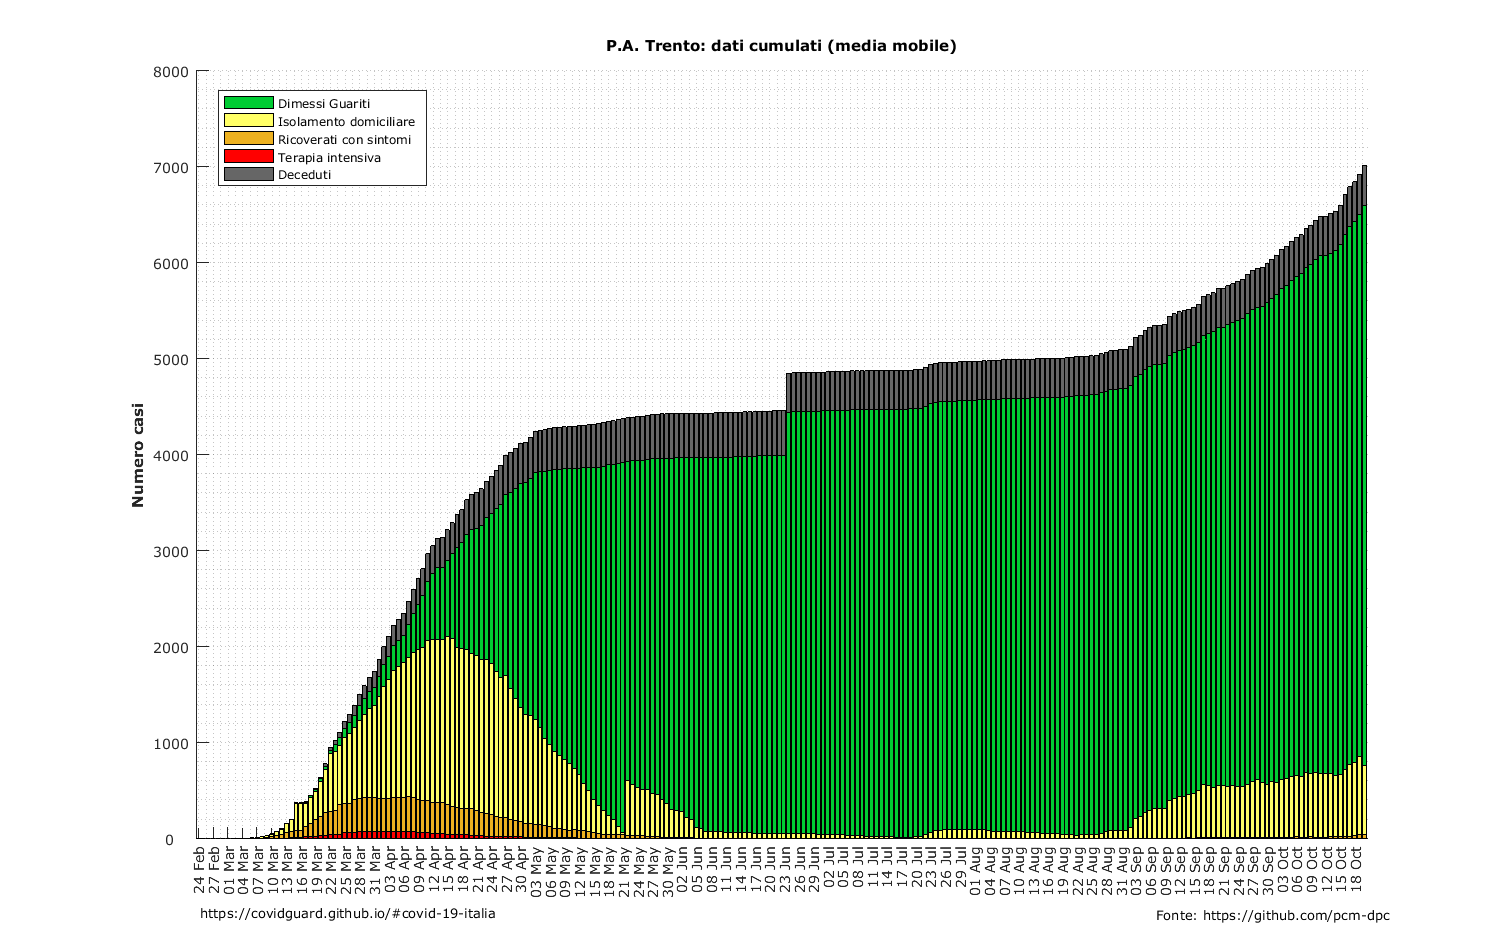 P.A. Trento: dati cumulati (media mobile)
8000
7000
6000
5000
4000
3000
2000
1000
0
Numero casi
Dimessi Guariti
Isolamento domiciliare
Ricoverati con sintomi
Terapia intensiva
Deceduti
24 Feb
27 Feb
01 Mar
04 Mar
07 Mar
10 Mar
13 Mar
16 Mar
19 Mar
22 Mar
25 Mar
28 Mar
31 Mar
03 Apr
06 Apr
09 Apr
12 Apr
15 Apr
18 Apr
21 Apr
24 Apr
27 Apr
30 Apr
03 May
06 May
09 May
12 May
15 May
18 May
21 May
24 May
27 May
30 May
02 Jun
05 Jun
08 Jun
11 Jun
14 Jun
17 Jun
20 Jun
23 Jun
26 Jun
29 Jun
02 Jul
05 Jul
08 Jul
11 Jul
14 Jul
17 Jul
20 Jul
23 Jul
26 Jul
29 Jul
01 Aug
04 Aug
07 Aug
10 Aug
13 Aug
16 Aug
19 Aug
22 Aug
25 Aug
28 Aug
31 Aug
03 Sep
06 Sep
09 Sep
12 Sep
15 Sep
18 Sep
21 Sep
24 Sep
27 Sep
30 Sep
03 Oct
06 Oct
09 Oct
12 Oct
15 Oct
18 Oct
https://covidguard.github.io/#covid-19-italia
Fonte: https://github.com/pcm-dpc